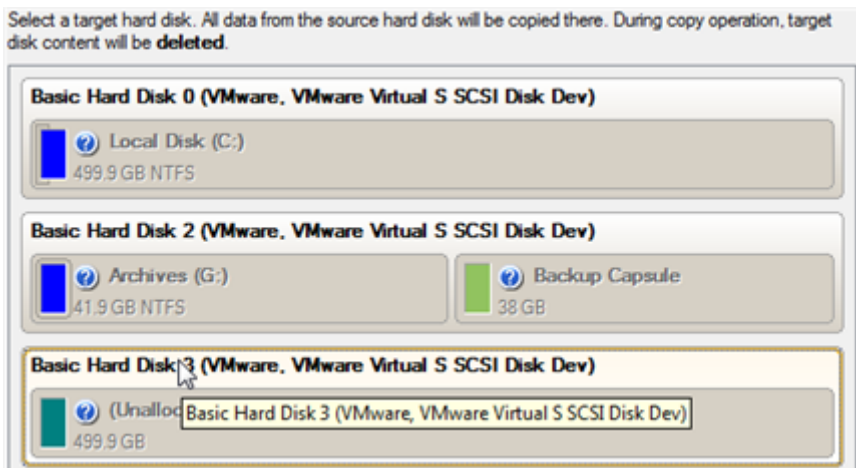 Select a target hard disk. All data from the source hard disk will be copied there. During copy operation, target
disk content will be deleted.
Basic Hard Disk 0 (VMware, VMware Virtual S SCSI Disk Dev)
Local Disk (C:)
499.9 GB NTFS
Basic Hard Disk 2 (VMware, VMware Virtual S SCSI Disk Dev)
Archives (G:)
41.9 GB NTFS
Backup Capsule
38 GB
Basic Hard Disk 3 (VMware, VMware Virtual S SCSI Disk Dev)
(Unalloc
Basic Hard Disk 3 (VMware, VMware Virtual S SCSI Disk Dev)
499.9 GB